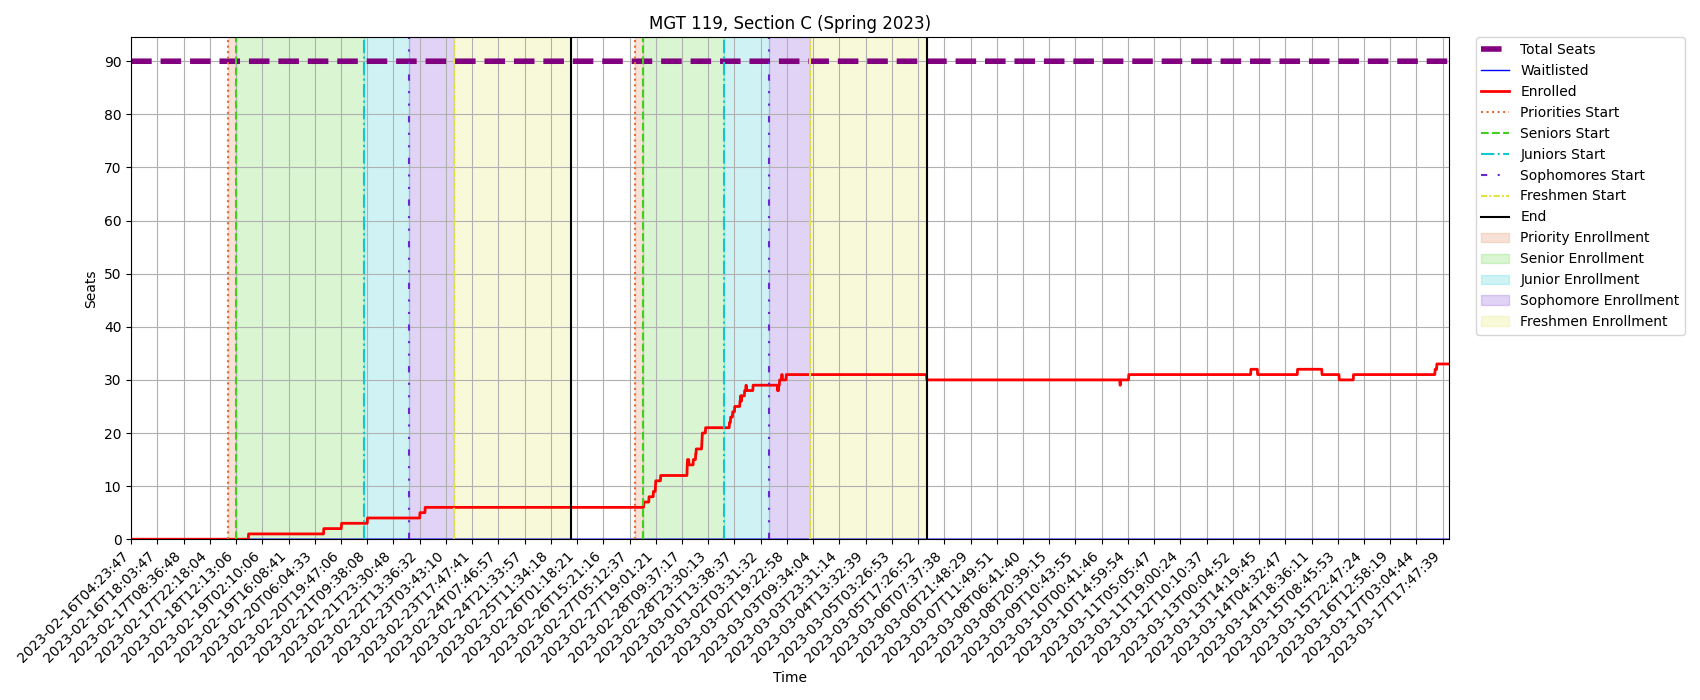 MGT 119, Section C (Spring 2023)
Seats
90
80
70
60
50
40
30
20
10
0
2023-02-16T04:23:47
2023-02-16T18:03:47
2023-02-17T08:36:48
2023-02-17T22:18:04
2023-02-18T12:13:06
2023-02-19T02:10:06
2023-02-19T16:08:41
2023-02-20T06:04:33
2023-02-20T19:47:06
2023-02-21T09:38:08
2023-02-21T23:30:48
2023-02-22T13:36:32
2023-02-23T03:43:10
2023-02-23T17:47:41
2023-02-24T07:46:57
2023-02-24T21:33:57
2023-02-25T11:34:18
2023-02-26T01:18:21
2023-02-26T15:21:16
2023-02-27T05:12:37
2023-02-27T19:01:21
2023-02-28T09:37:17
2023-02-28T23:30:13
2023-03-01T13:38:37
2023-03-02T03:31:32
2023-03-02T19:22:58
2023-03-03T09:34:04
2023-03-03T23:31:14
2023-03-04T13:32:39
2023-03-05T03:26:53
2023-03-05T17:26:52
2023-03-06T07:37:38
2023-03-06T21:48:29
2023-03-07T11:49:51
2023-03-08T06:41:40
2023-03-08T20:39:15
2023-03-09T10:43:55
2023-03-10T00:41:46
2023-03-10T14:59:54
2023-03-11T05:05:47
2023-03-11T19:00:24
2023-03-12T10:10:37
2023-03-13T00:04:52
2023-03-13T14:19:45
2023-03-14T04:32:47
2023-03-14T18:36:11
2023-03-15T08:45:53
2023-03-15T22:47:24
2023-03-16T12:58:19
2023-03-17T03:04:44
2023-03-17T17:47:39
Time
Total Seats
Waitlisted
Enrolled
Priorities Start
Seniors Start
Juniors Start
Sophomores Start
Freshmen Start
End
Priority Enrollment
Senior Enrollment
Junior Enrollment
Sophomore Enrollment
Freshmen Enrollment